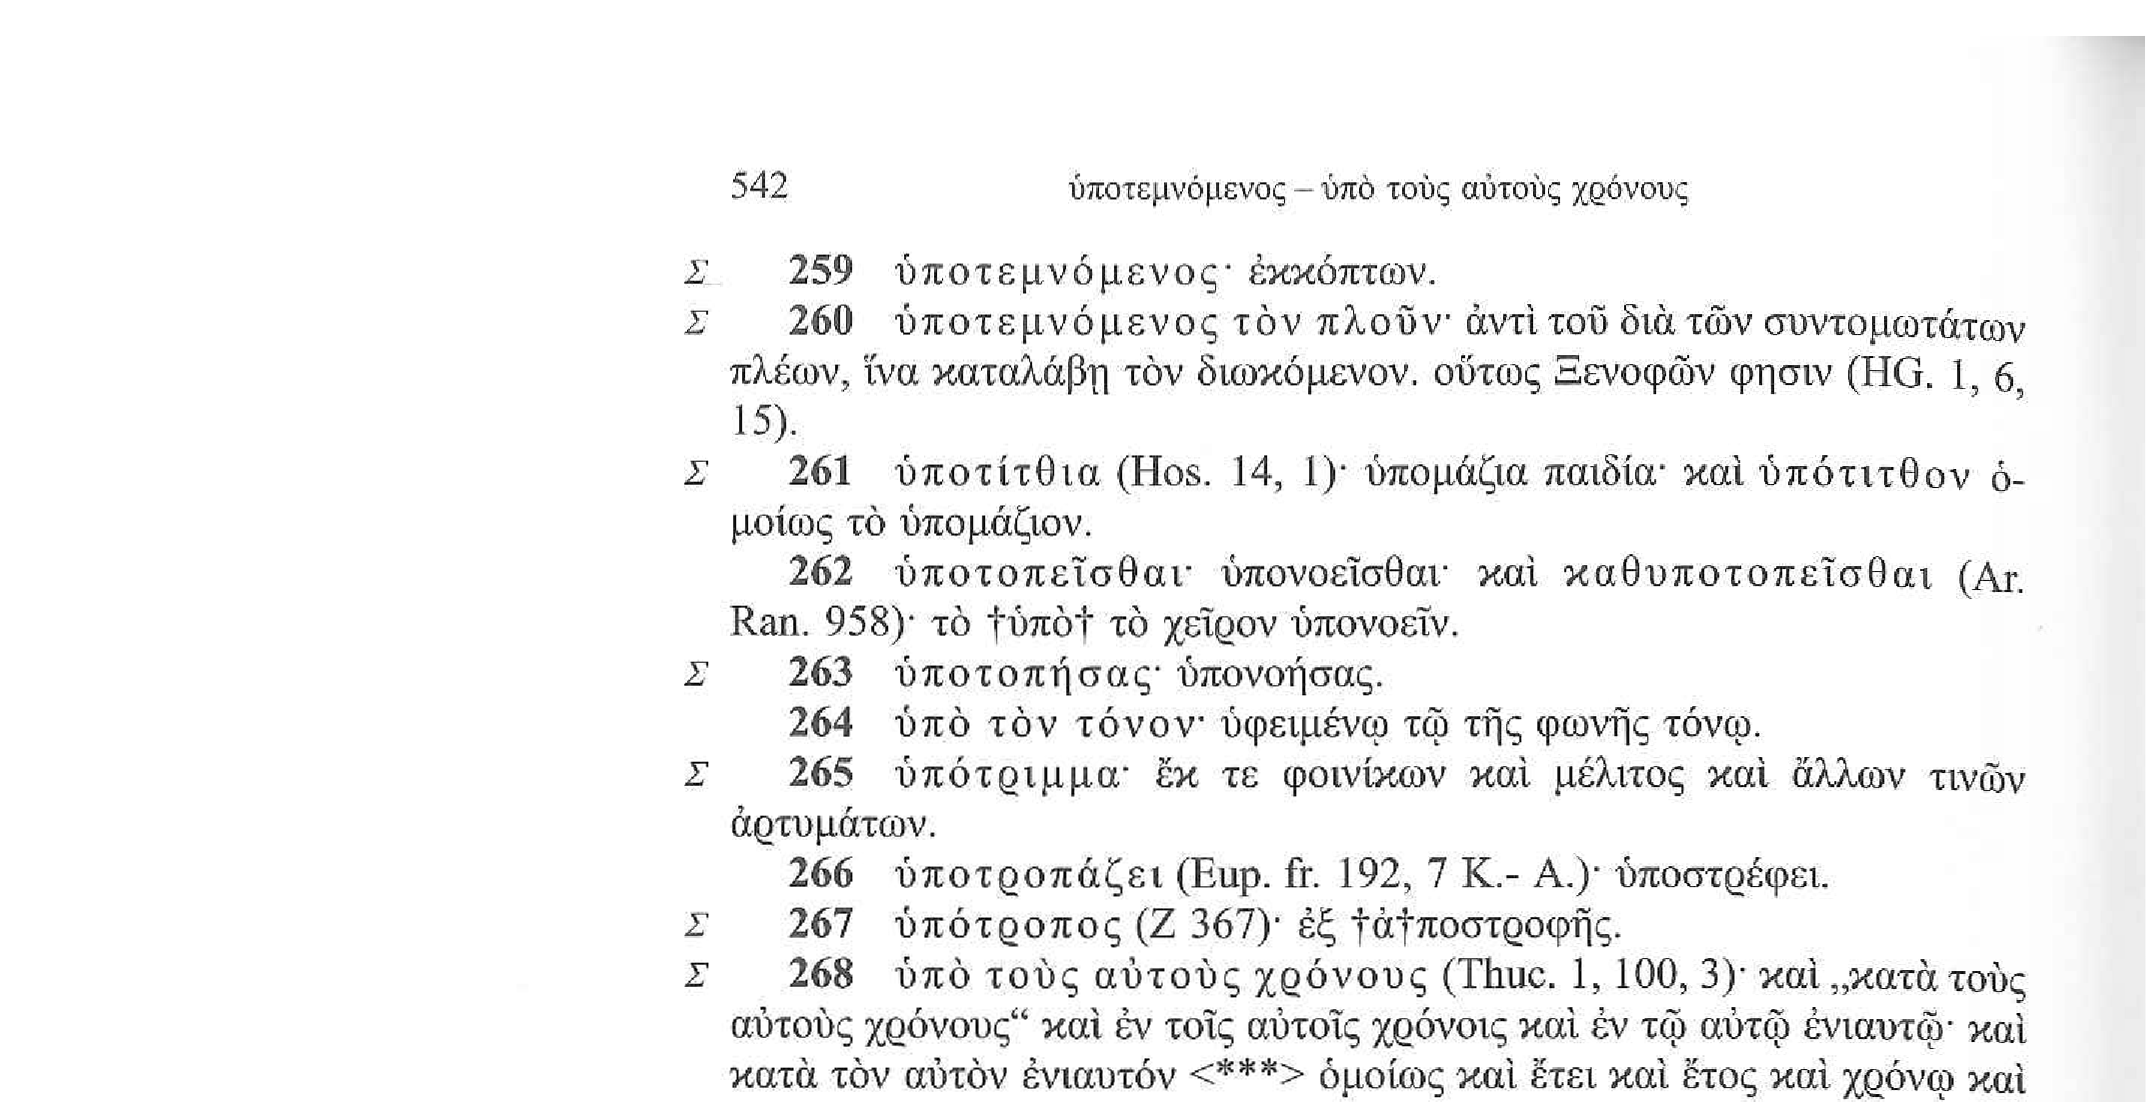 542 ὑποτεμνόμενος – ὑπὸ τοὺς αὐτοὺς χρόνους
Σ 259 ὑποτεμνόμενος· ἐκκόπτων.
Σ 260 ὑποτεμνόμενος τὸν πλοῦν· ἀντὶ τοῦ διὰ τῶν συντομωτάτων
πλέων, ἵνα καταλάβῃ τὸν διωκόμενον. οὕτως Ξενοφῶν φησιν (HG. 1, 6,
15).
Σ 261 ὑποτίτθια (Hos. 14, 1)· ὑπομάζια παιδία· καὶ ὑπότιτθον ὁ-
μοίως τὸ ὑπομάζιον.
262 ὑποτοπεῖσθαι· ὑπονοεῖσθαι· καὶ καθυποτοπεῖσθαι (Ar.
Ran. 958)· τὸ †ὑπὸ† τὸ χεῖρον ὑπονοεῖν.
Σ 263 ὑποτοπήσας· ὑπονοήσας.
264 ὑπὸ τὸν τόνον· ὑφειμένῳ τῷ τῆς φωνῆς τόνῳ.
Σ 265 ὑπότριμμα· ἔκ τε φοινίκων καὶ μέλιτος καὶ ἄλλων τινῶν
ἀρτυμάτων.
266 ὑποτροπάζει (Eup. fr. 192, 7 K.- A.)· ὑποστρέφει.
Σ 267 ὑπότροπος (Z 367)· ἐξ †ἀ†ποστροφῆς.
Σ 268 ὑπὸ τοὺς αὐτοὺς χρόνους (Thuc. 1, 100, 3)· καὶ „κατὰ τοὺς
αὐτοὺς χρόνους“ καὶ ἐν τοῖς αὐτοῖς χρόνοις καὶ ἐν τῷ αὐτῷ ἐνιαυτῷ· καὶ
κατὰ τὸν αὐτὸν ἐνιαυτόν <***> ὁμοίως καὶ ἔτει καὶ ἔτος καὶ χρόνῳ καὶ